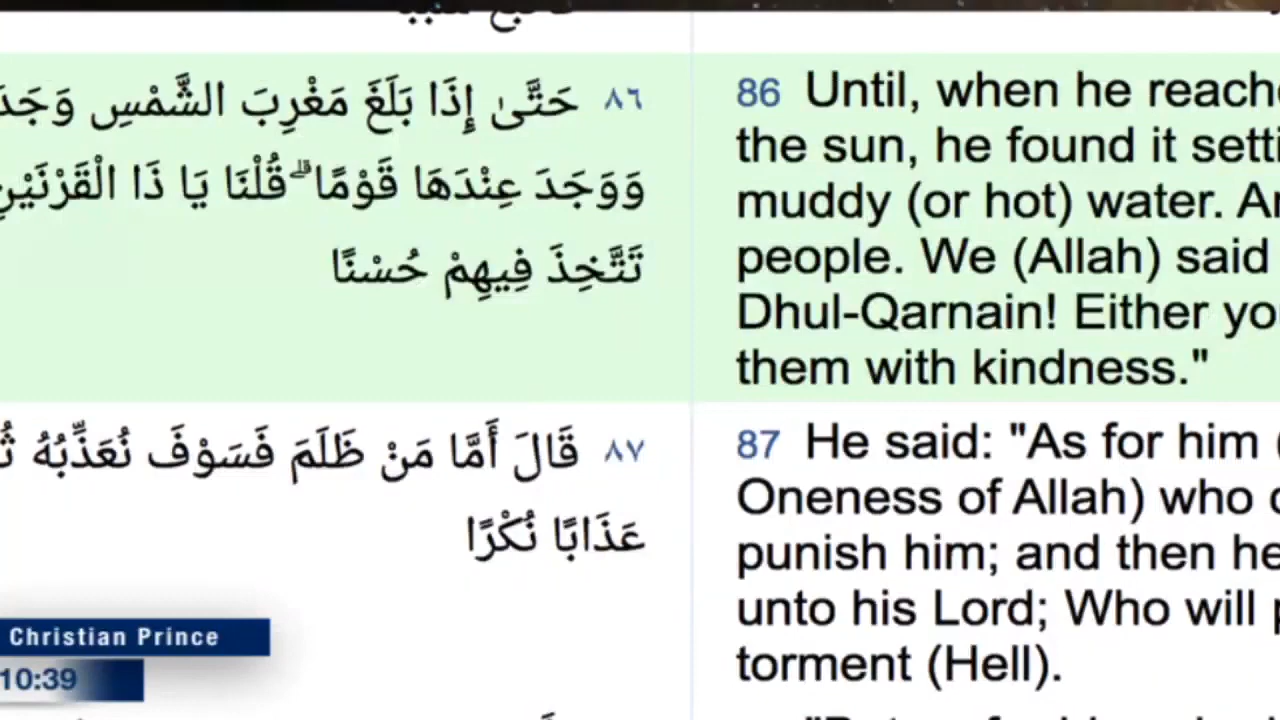 ٨٦ حَتَّىٰ إِذَا بَلَغَ مَغْرِبَ الشَّمْسِ
وَوَجَدَ عِنْدَهَا قَوْمًا ۗ قُلْنَا يَا ذَا الْقَرْنَيْنِ
تَتَّخِذَ فِيهِمْ حُسْنًا
٨٧ قَالَ أَمَّا مَنْ ظَلَمَ فَسَوْفَ نُعَذِّبُهُ
عَذَابًا نُكْرًا
86 Until, when he reache
the sun, he found it setti
muddy (or hot) water. An
people. We (Allah) said
Dhul-Qarnain! Either yo
them with kindness."
87 He said: "As for him
Oneness of Allah) who
punish him; and then he
unto his Lord; Who will
torment (Hell).
Christian Prince
10:39